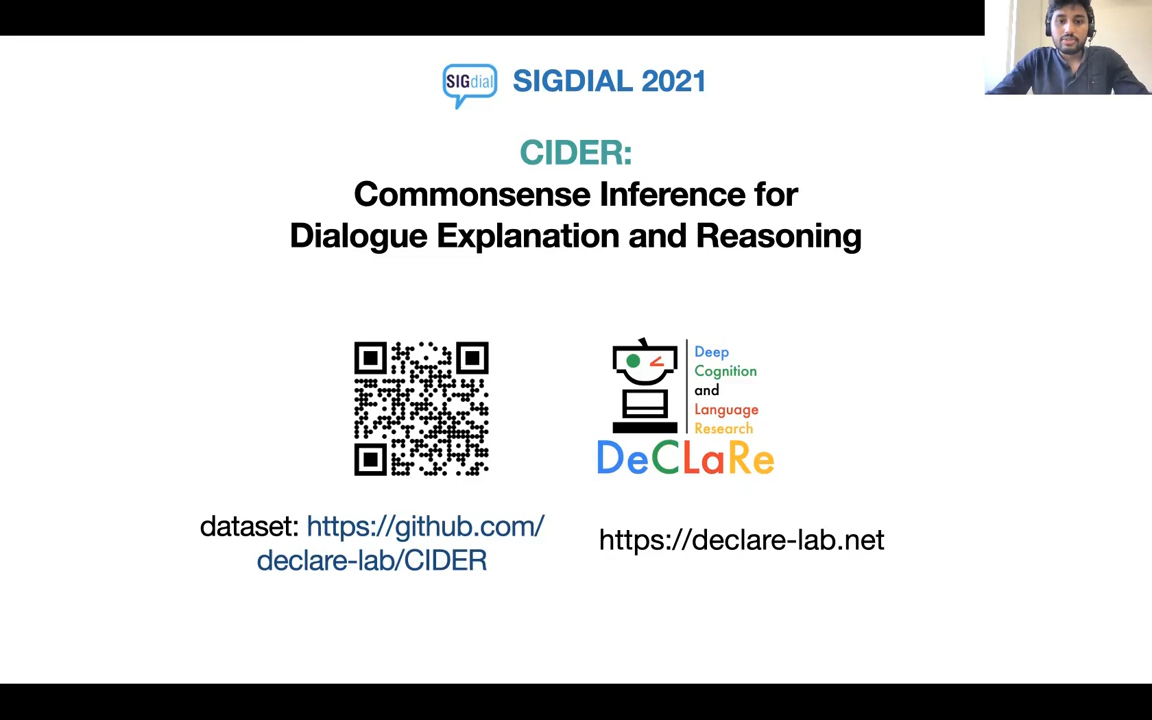 SIGdial
SIGDIAL 2021
CIDER:
Commonsense Inference for
Dialogue Explanation and Reasoning
Deep
Cognition
and
Language
Research
DeCLaRe
dataset: https://github.com/
declare-lab/CIDER
https://declare-lab.net